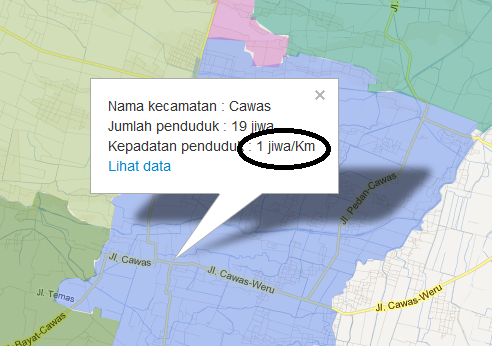 Nama kecamatan : Cawas
Jumlah penduduk : 19 jiwa
Kepadatan penduduk : 1 jiwa/Km
Lihat data
Jl. Pedan-Cawas
Jl. Cawas
Jl. Cawas-Weru
Jl. Temas
Jl. Cawas-Weru
Bayat-Cawas